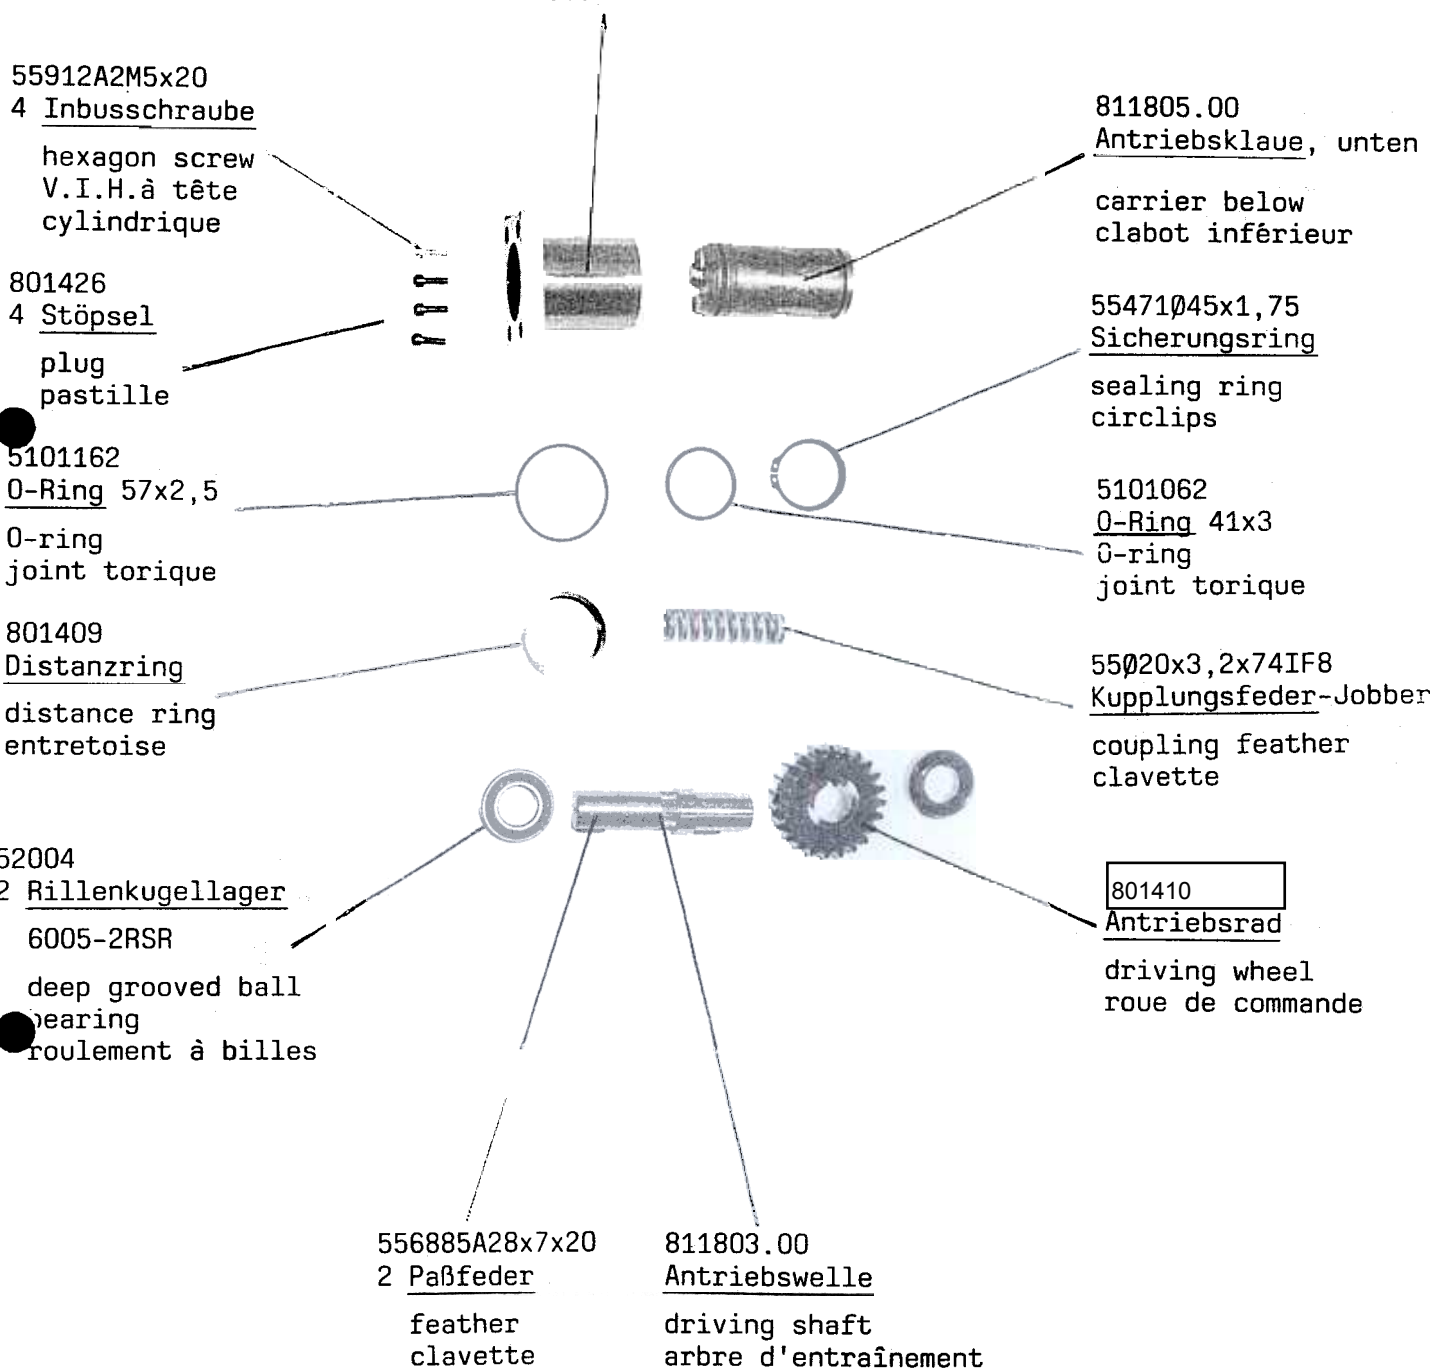 55912A2M5x20
4 Inbusschraube
hexagon screw
V.I.H.à tête
cylindrique
801426
4 Stöpsel
plug
pastille
5101162
O-Ring 57x2,5
O-ring
joint torique
801409
Distanzring
distance ring
entretoise
52004
2 Rillenkugellager
6005-2RSR
deep grooved ball
bearing
roulement à billes
556885A28x7x20
2 Paßfeder
feather
clavette
811803.00
Antriebswelle
driving shaft
arbre d'entraînement
811805.00
Antriebsklaue, unten
carrier below
clabot inférieur
55471Ø45x1,75
Sicherungsring
sealing ring
circlips
5101062
O-Ring 41x3
O-ring
joint torique
55Ø20x3,2x74IF8
Kupplungsfeder-Jobber
coupling feather
clavette
801410
Antriebsrad
driving wheel
roue de commande